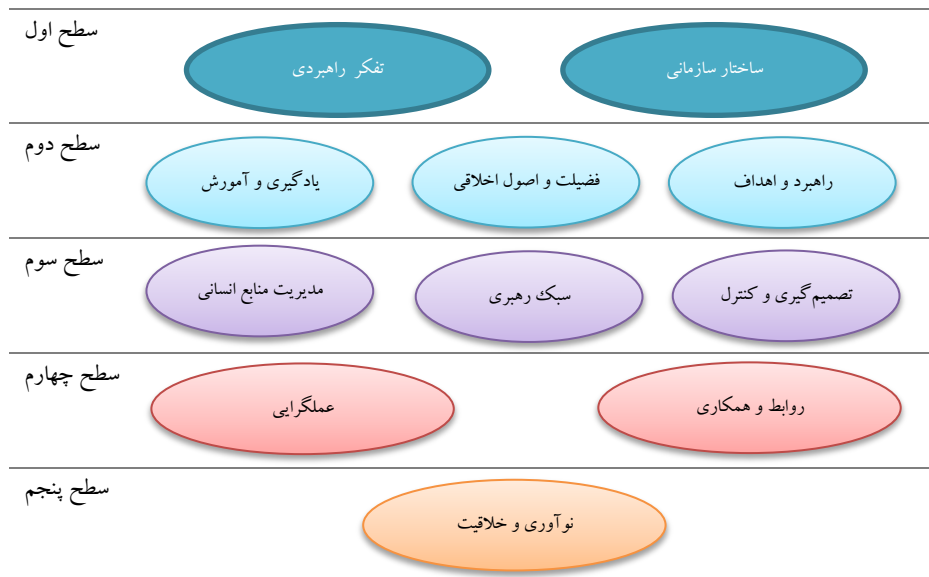 سطح اول
ساختار سازمانی
تفکر راهبردی
سطح دوم
راهبرد و اهداف
فضیلت و اصول اخلاقی
یادگیری و آمورش
سطح سوم
تصمیم‌گیری و کنترل
سبک رهبری
مدیریت منابع انسانی
سطح چهارم
روابط و همکاری
عملگرایی
سطح پنجم
نوآوری و خلاقیت